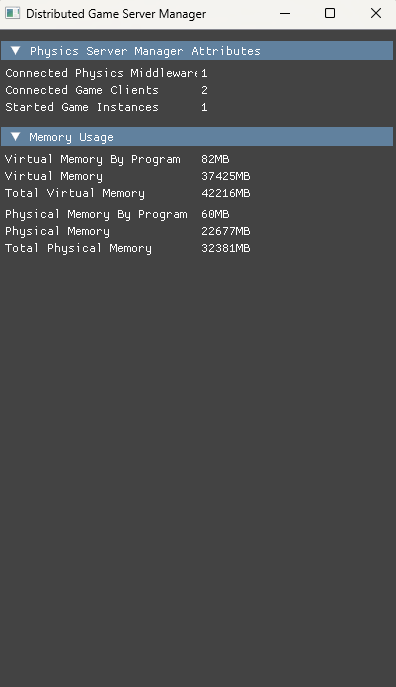 Distributed Game Server Manager
Physics Server Manager Attributes
Connected Physics Middleware 1
Connected Game Clients 2
Started Game Instances 1
Memory Usage
Virtual Memory By Program 82MB
Virtual Memory 37425MB
Total Virtual Memory 42216MB
Physical Memory By Program 60MB
Physical Memory 22677MB
Total Physical Memory 32381MB